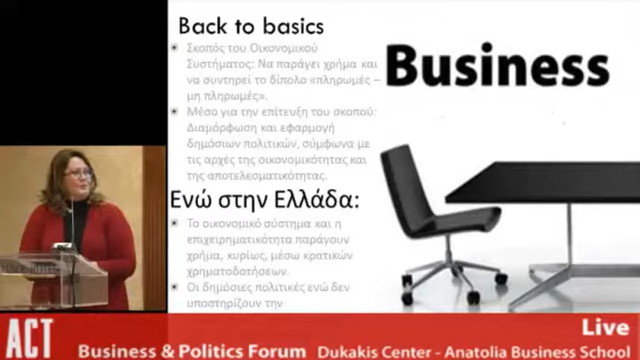 Back to basics
Σκοπός του Οικονομικού
Συστήματος: Να παράγει χρήμα και
να συντηρεί το δίπολο «πληρωμές –
μη πληρωμές».
Μέσο για την επίτευξη του σκοπού:
Διαμόρφωση και εφαρμογή
δημόσιων πολιτικών, σύμφωνα με
τις αρχές της οικονομικότητας και
της αποτελεσματικότητας.
Ενώ στην Ελλάδα:
Το οικονομικό σύστημα και η
επιχειρηματικότητα παράγουν
χρήμα, κυρίως, μέσω κρατικών
χρηματοδοτήσεων.
Οι δημόσιες πολιτικές ενώ δεν
υποστηρίζουν την
Business
Live
ACT
Business & Politics Forum Dukakis Center - Anatolia Business School